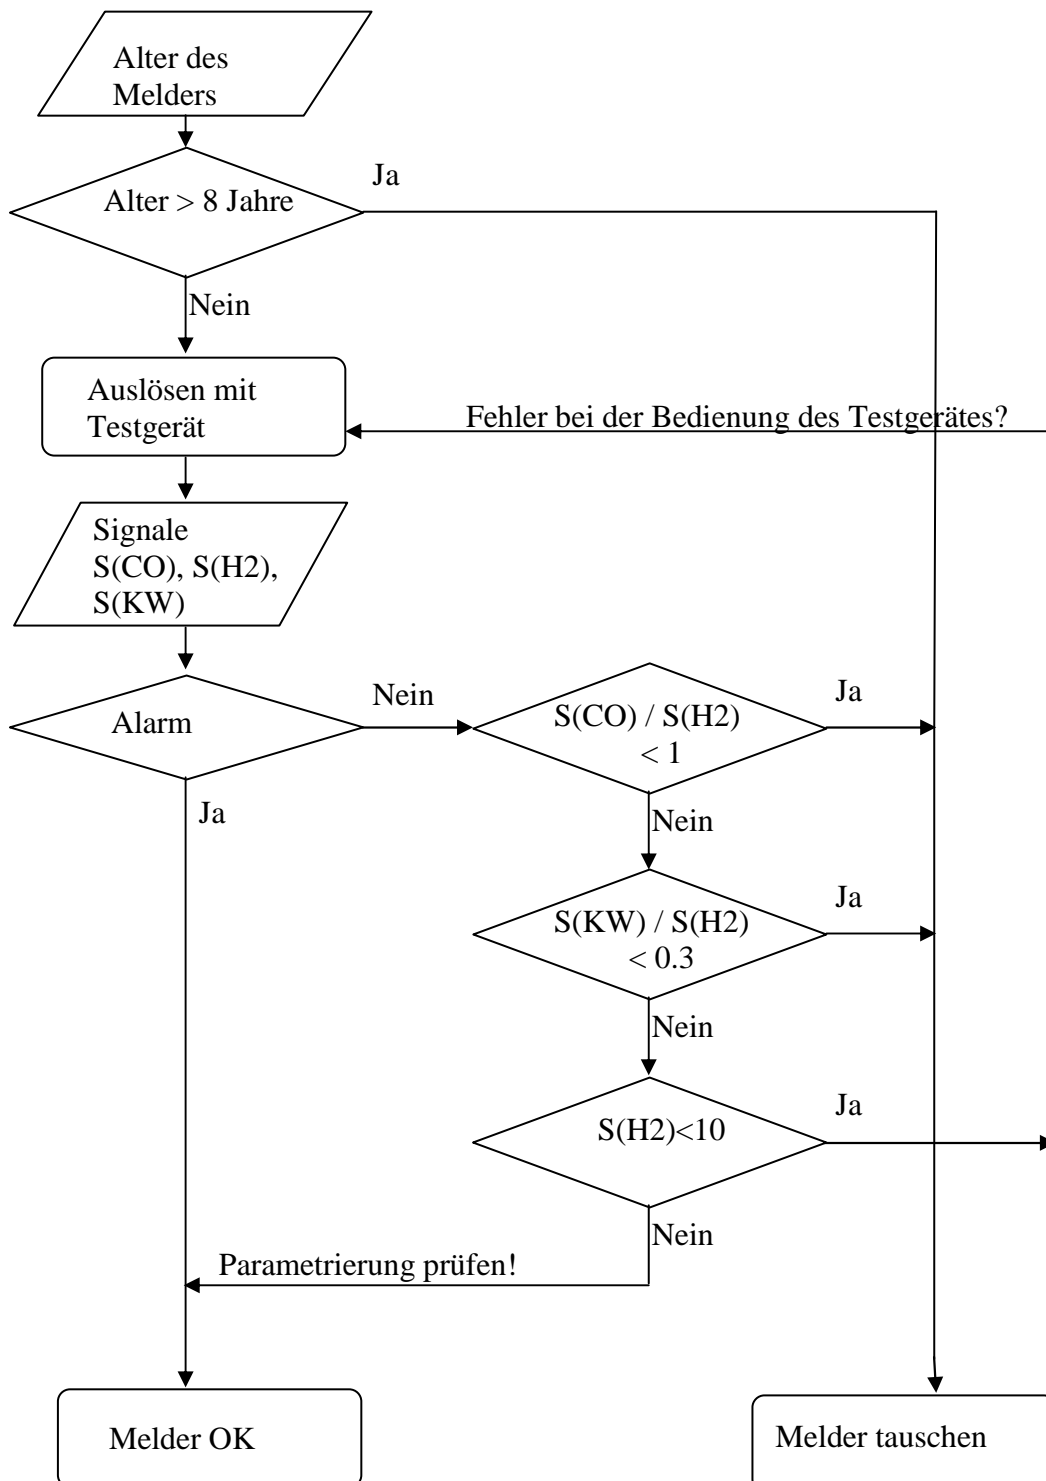 Alter des
Melders
Ja
Alter > 8 Jahre
Nein
Auslösen mit
Testgerät
Fehler bei der Bedienung des Testgerätes?
Signale
S(CO), S(H2),
S(KW)
Alarm
Nein
Ja
S(CO) / S(H2)
< 1
Ja
Nein
S(KW) / S(H2)
< 0.3
Ja
Nein
S(H2)<10
Ja
Nein
Parametrierung prüfen!
Melder OK
Melder tauschen